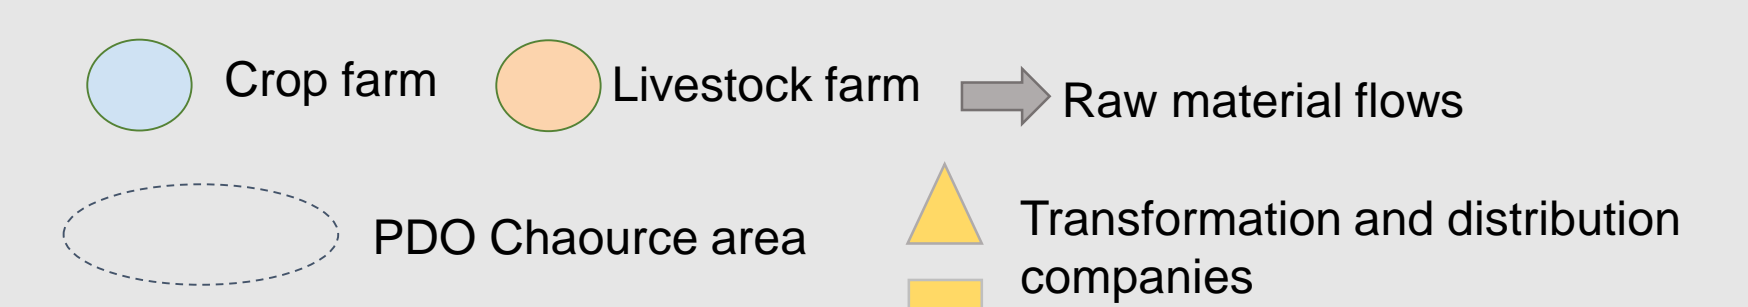 Crop farm
Livestock farm
Raw material flows
PDO Chaource area
Transformation and distribution
companies